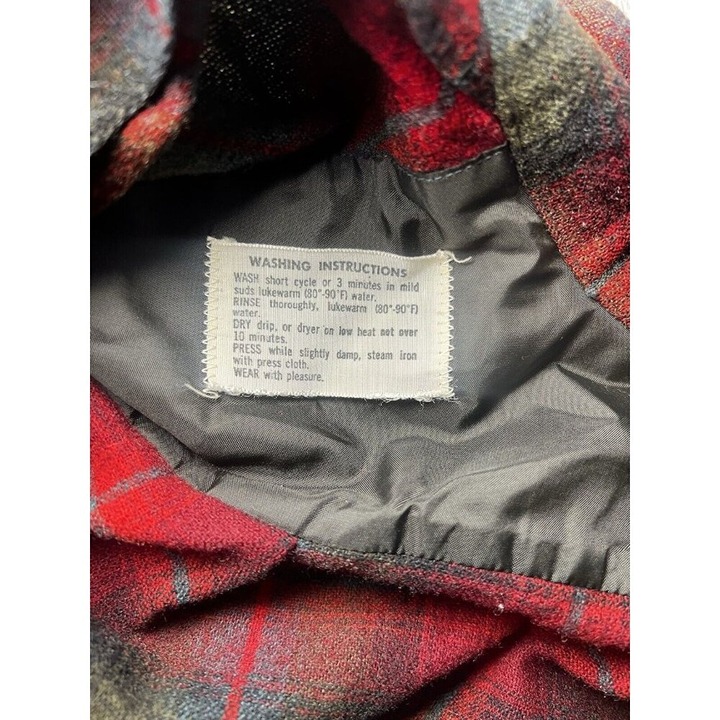 WASHING INSTRUCTIONS
WASH short cycle or 3 minutes in mild
suds lukewarm (80°-90°F) water.
RINSE thoroughly, lukewarm (80°-90°F)
water.
DRY drip, or dryer on low heat not over
10 minutes.
PRESS while slightly damp, steam iron
with press cloth.
WEAR with pleasure.